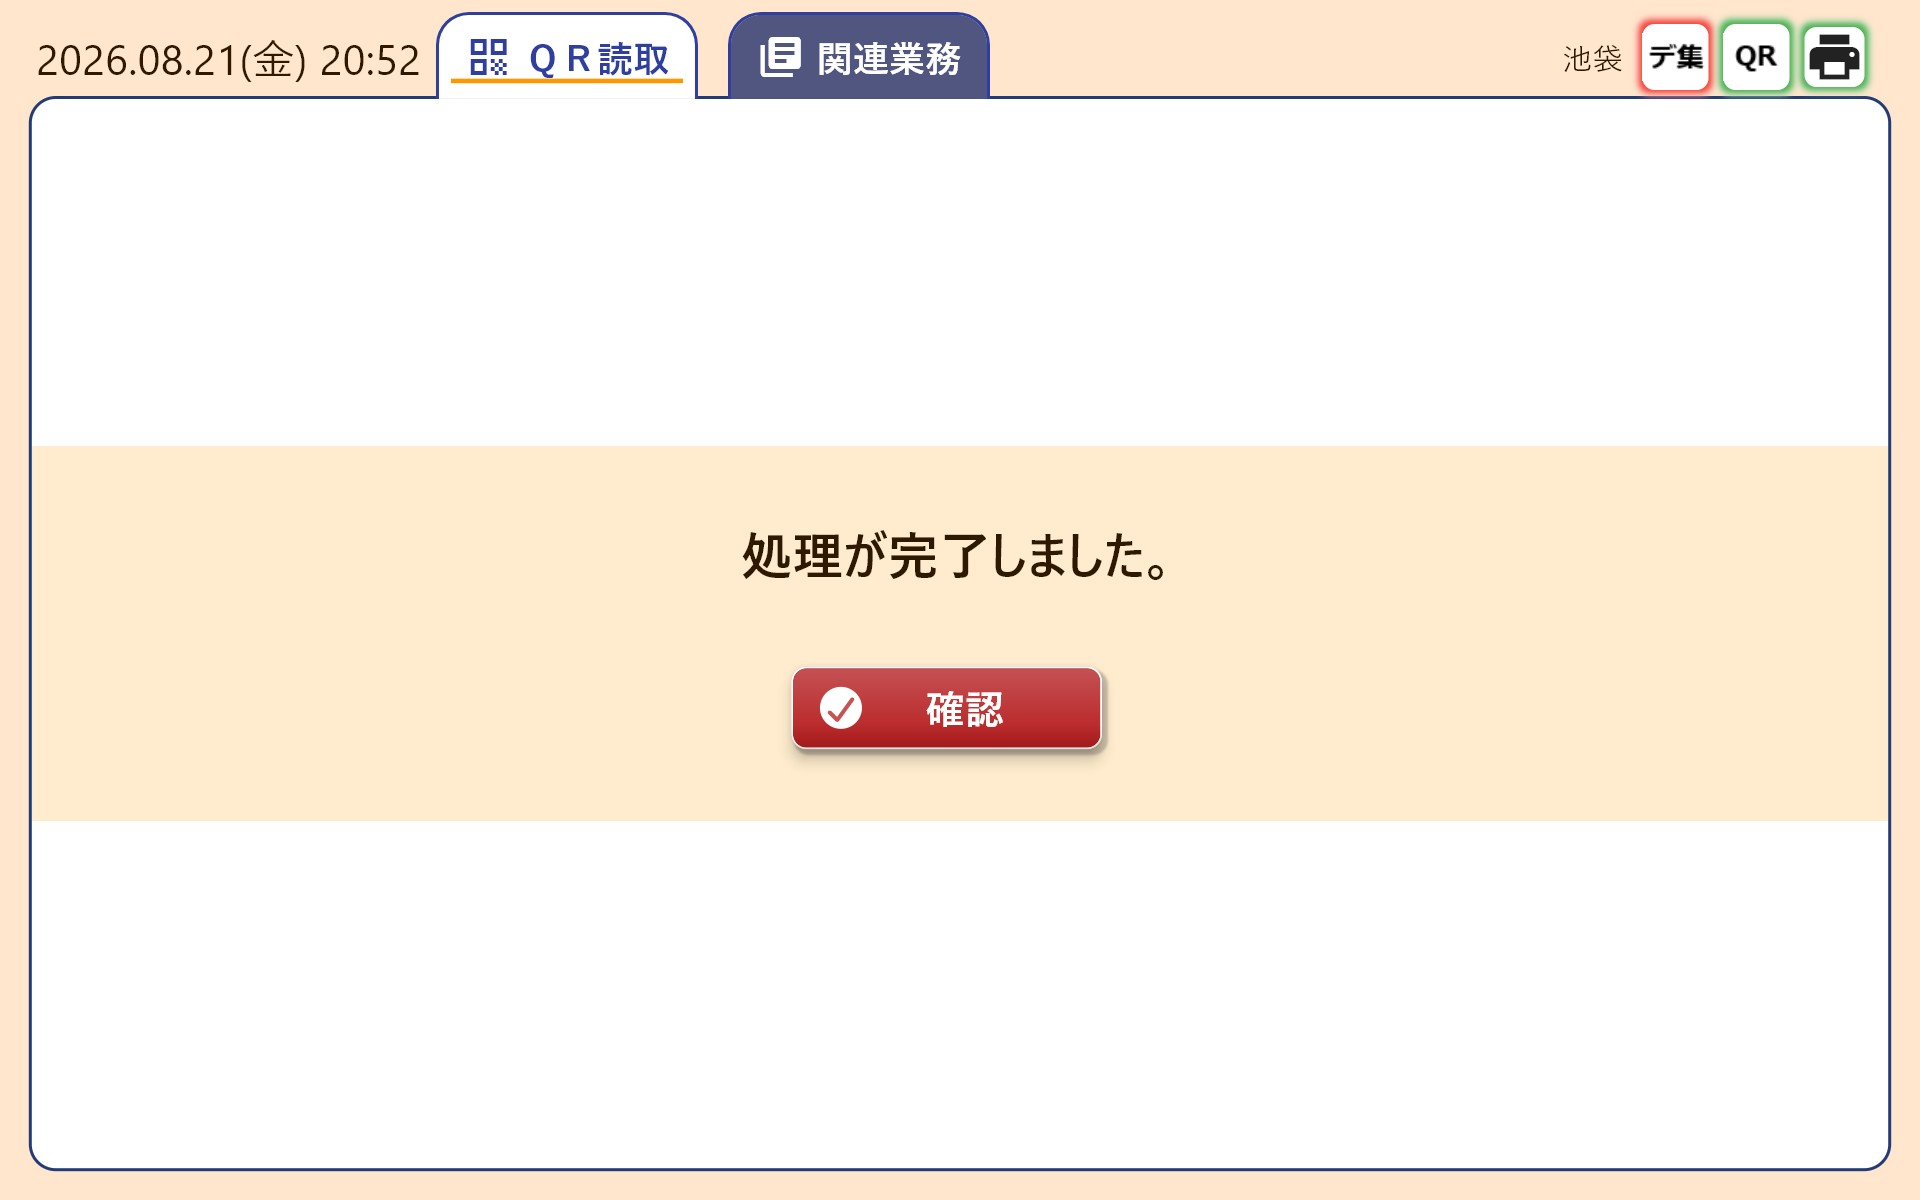 2026.08.21(金) 20:52
ＱＲ読取
関連業務
池袋
デ集
QR
処理が完了しました。
確認